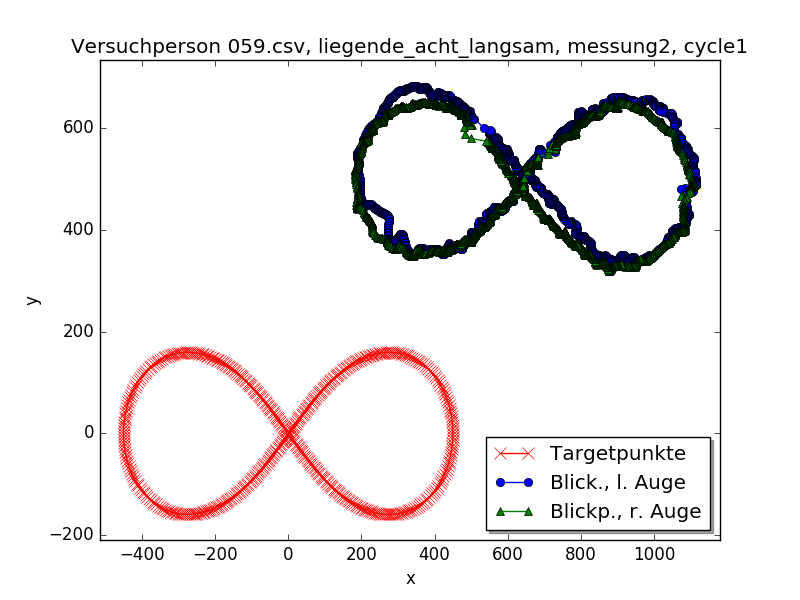 Versuchperson 059.csv, liegende_acht_langsam, messung2, cycle1
y
600
400
200
0
−200
Targetpunkte
Blick., l. Auge
Blickp., r. Auge
−400 −200 0 200 400 600 800 1000
x